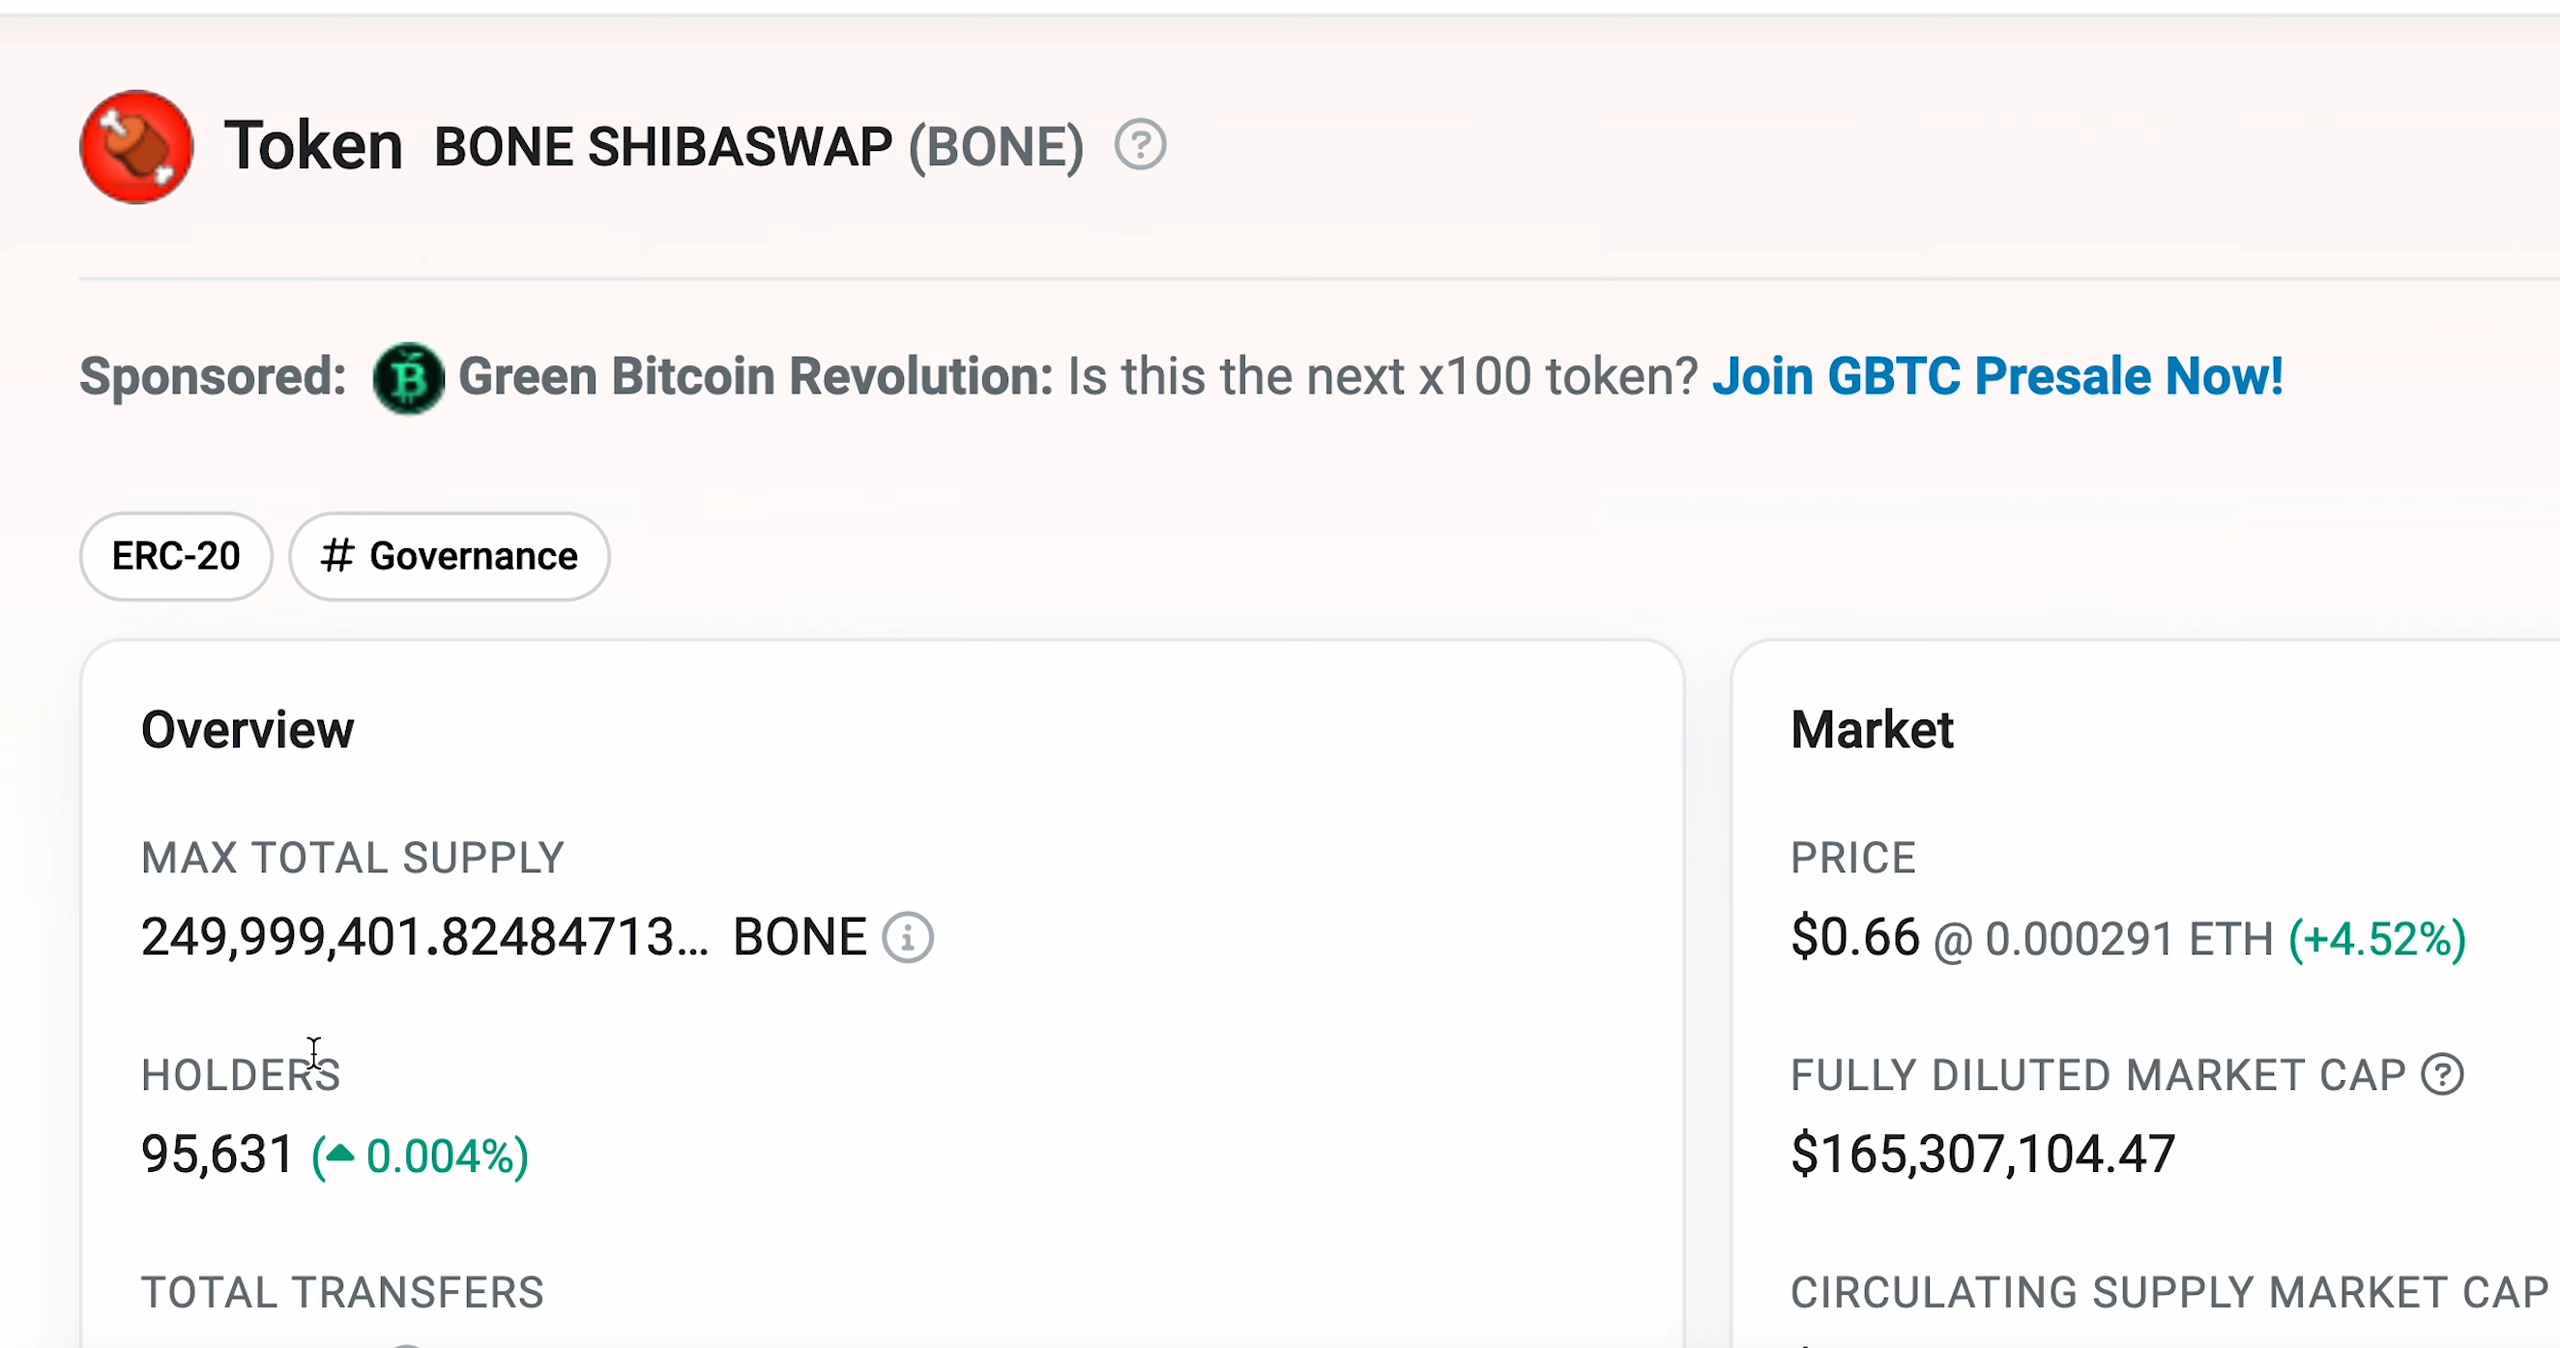 Token BONE SHIBASWAP (BONE)
Sponsored: Green Bitcoin Revolution: Is this the next x100 token? Join GBTC Presale Now!
ERC-20 # Governance
Overview
MAX TOTAL SUPPLY
249,999,401.82484713... BONE
HOLDERS
95,631 (0.004%)
TOTAL TRANSFERS
Market
PRICE
$0.66 @ 0.000291 ETH (+4.52%)
FULLY DILUTED MARKET CAP
$165,307,104.47
CIRCULATING SUPPLY MARKET CAP